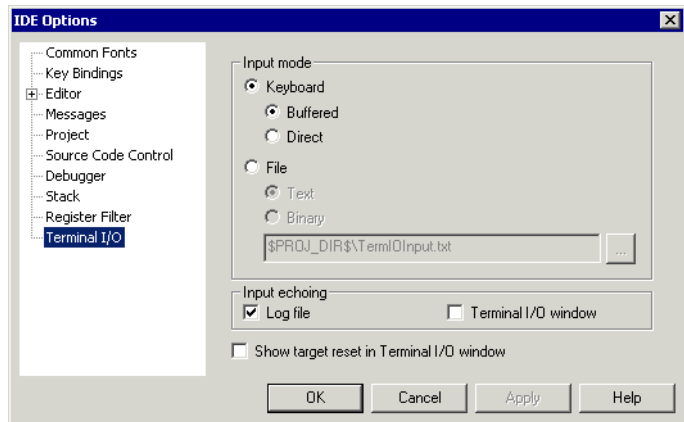 IDE Options
Common Fonts
Key Bindings
Editor
Messages
Project
Source Code Control
Debugger
Stack
Register Filter
Terminal I/O
Input mode
Keyboard
Buffered
Direct
File
Text
Binary
$PROJ_DIR$\TermIOInput.txt
...
Input echoing
Log file Terminal I/O window
Show target reset in Terminal I/O window
OK Cancel Apply Help